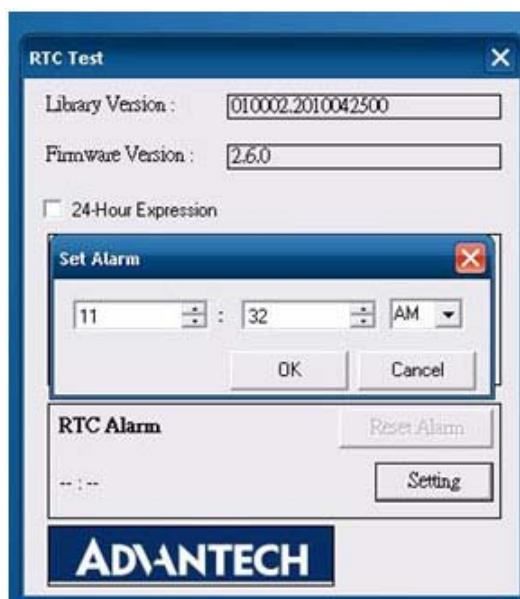 RTC Test
Library Version : 010002.2010042500
Firmware Version : 2.6.0
24-Hour Expression
Set Alarm
11 : 32 AM
OK Cancel
RTC Alarm Reset Alarm
-- : -- Setting
ADVANTECH